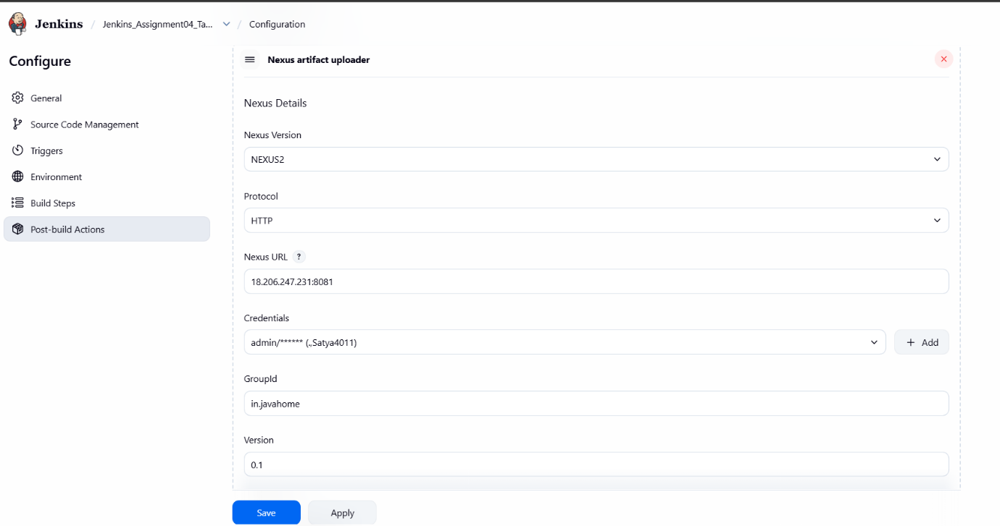 Jenkins / Jenkins_Assignment04_Ta... / Configuration
Configure
General
Source Code Management
Triggers
Environment
Build Steps
Post-build Actions
Nexus artifact uploader
Nexus Details
Nexus Version
NEXUS2
Protocol
HTTP
Nexus URL ?
18.206.247.231:8081
Credentials
admin/****** (.,Satya4011)
+ Add
GroupId
in.javahome
Version
0.1
Save
Apply